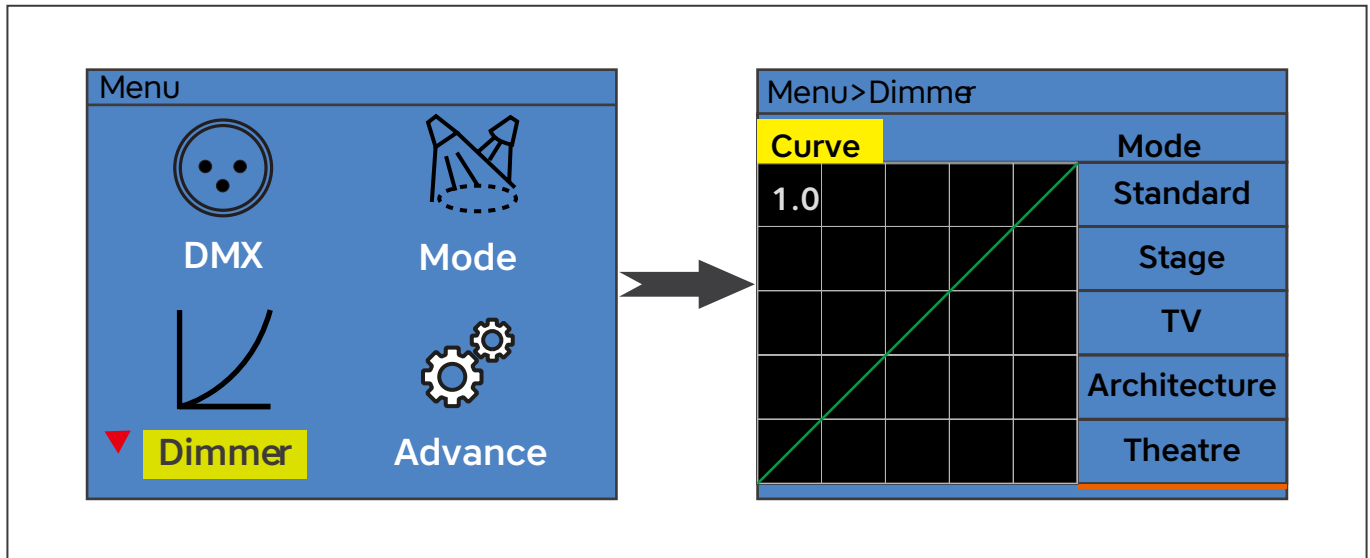 Menu
DMX
Mode
Dimmer
Advance
Menu>Dimmer
Curve
Mode
1.0
Standard
Stage
TV
Architecture
Theatre